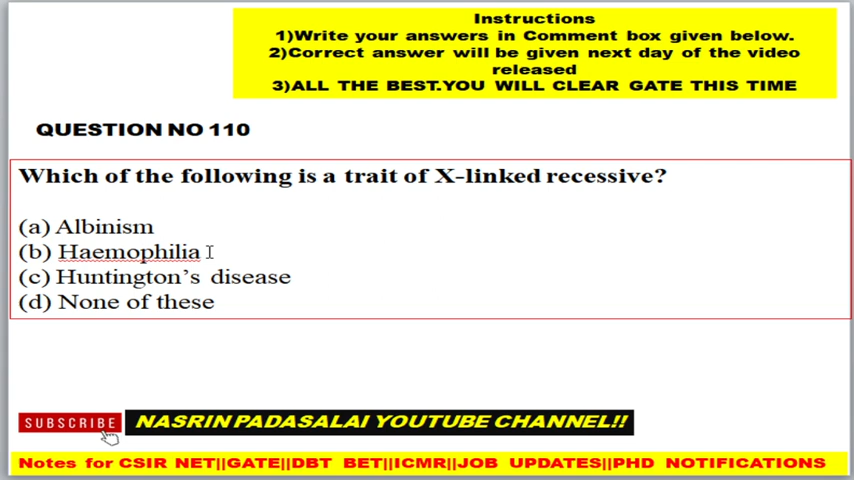 Instructions
1)Write your answers in Comment box given below.
2)Correct answer will be given next day of the video
released
3)ALL THE BEST.YOU WILL CLEAR GATE THIS TIME
QUESTION NO 110
Which of the following is a trait of X-linked recessive?
(a) Albinism
(b) Haemophilia
(c) Huntington's disease
(d) None of these
SUBSCRIBE
NASRIN PADASALAI YOUTUBE CHANNEL!!
Notes for CSIR NET||GATE||DBT BET||ICMR||JOB UPDATES||PHD NOTIFICATIONS